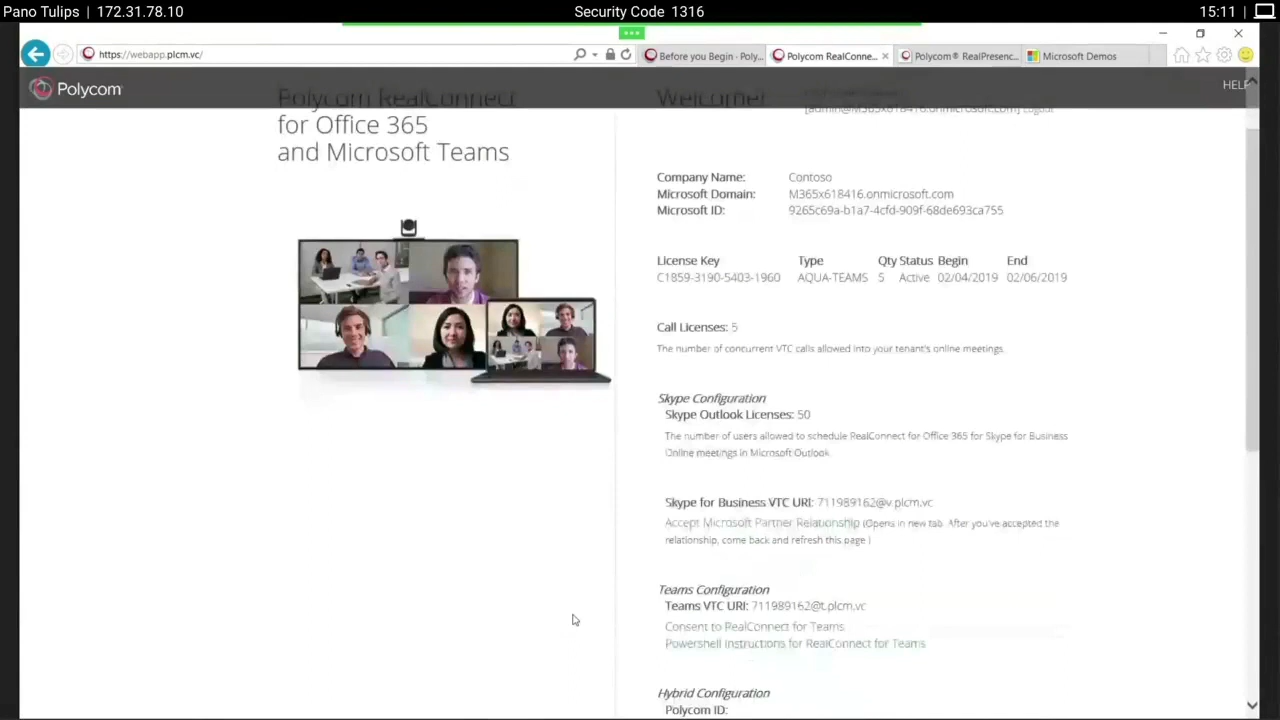 Pano Tulips | 172.31.78.10
Security Code 1316
15:11
https://webapp.plcm.vc/
Before you Begin - Poly...
Polycom RealConne...
Polycom® RealPresenc...
Microsoft Demos
Polycom
HELP
Polycom RealConnect
for Office 365
and Microsoft Teams
Welcome!
Company Name: Contoso
Microsoft Domain: M365x618416.onmicrosoft.com
Microsoft ID: 9265c69a-b1a7-4cfd-909f-68de693ca755
License Key Type Qty Status Begin End
C1859-3190-5403-1960 AQUA-TEAMS 5 Active 02/04/2019 02/06/2019
Call Licenses: 5
The number of concurrent VTC calls allowed into your tenant's online meetings.
Skype Configuration
Skype Outlook Licenses: 50
The number of users allowed to schedule RealConnect for Office 365 for Skype for Business
Online meetings in Microsoft Outlook.
Skype for Business VTC URI: 711989162@v.plcm.vc
Accept Microsoft Partner Relationship (Opens in new tab. After you've accepted the
relationship, come back and refresh this page.)
Teams Configuration
Teams VTC URI: 711989162@t.plcm.vc
Consent to RealConnect for Teams
Powershell Instructions for RealConnect for Teams
Hybrid Configuration
Polycom ID: